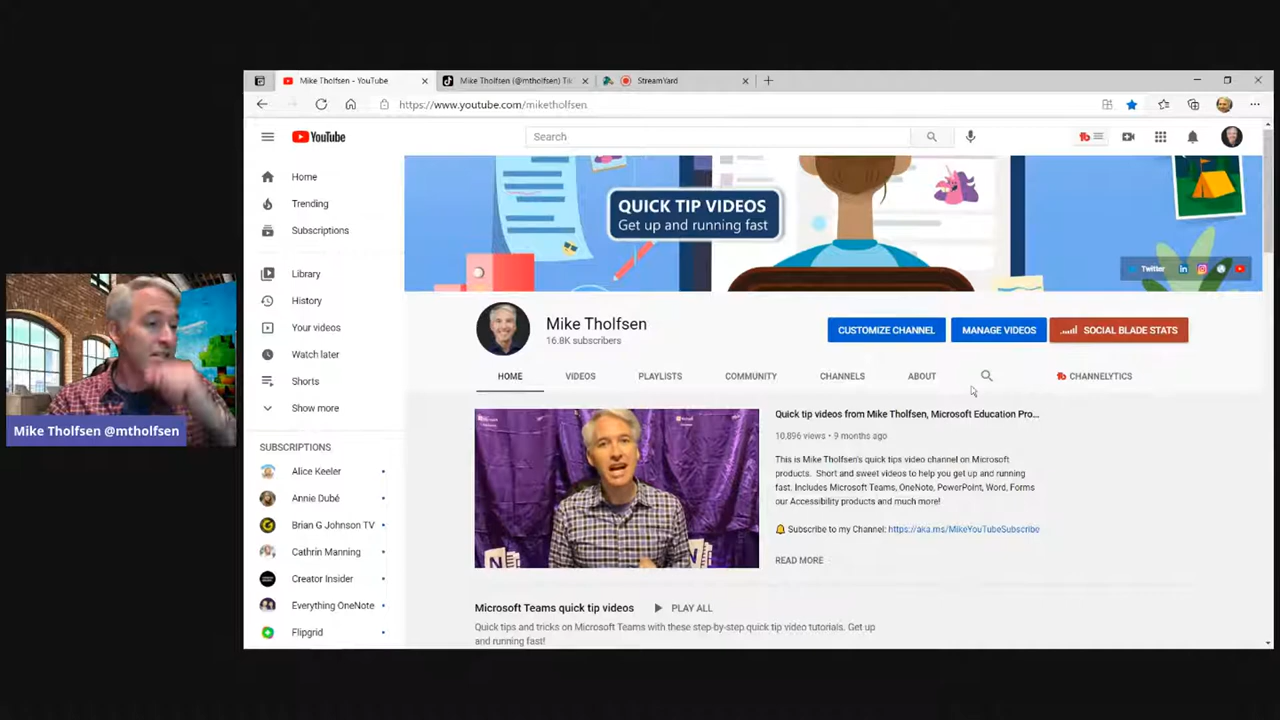 Mike Tholfsen - YouTube
Mike Tholfsen (@mtholfsen) Ti
StreamYard
https://www.youtube.com/miketholfsen
YouTube
Search
Home
Trending
Subscriptions
Library
History
Your videos
Watch later
Shorts
Show more
SUBSCRIPTIONS
Alice Keeler
Annie Dubé
Brian G Johnson TV
Cathrin Manning
Creator Insider
Everything OneNote
Flipgrid
QUICK TIP VIDEOS
Get up and running fast
Twitter
Mike Tholfsen
16.8K subscribers
CUSTOMIZE CHANNEL
MANAGE VIDEOS
SOCIAL BLADE STATS
HOME
VIDEOS
PLAYLISTS
COMMUNITY
CHANNELS
ABOUT
CHANNELYTICS
Quick tip videos from Mike Tholfsen, Microsoft Education Pro...
10,896 views • 9 months ago
This is Mike Tholfsen's quick tips video channel on Microsoft
products. Short and sweet videos to help you get up and running
fast. Includes Microsoft Teams, OneNote, PowerPoint, Word, Forms
our Accessibility products and much more!
🔔 Subscribe to my Channel: https://aka.ms/MikeYouTubeSubscribe
READ MORE
Microsoft Teams quick tip videos
PLAY ALL
Quick tips and tricks on Microsoft Teams with these step-by-step quick tip video tutorials. Get up
and running fast!
Mike Tholfsen @mtholfsen